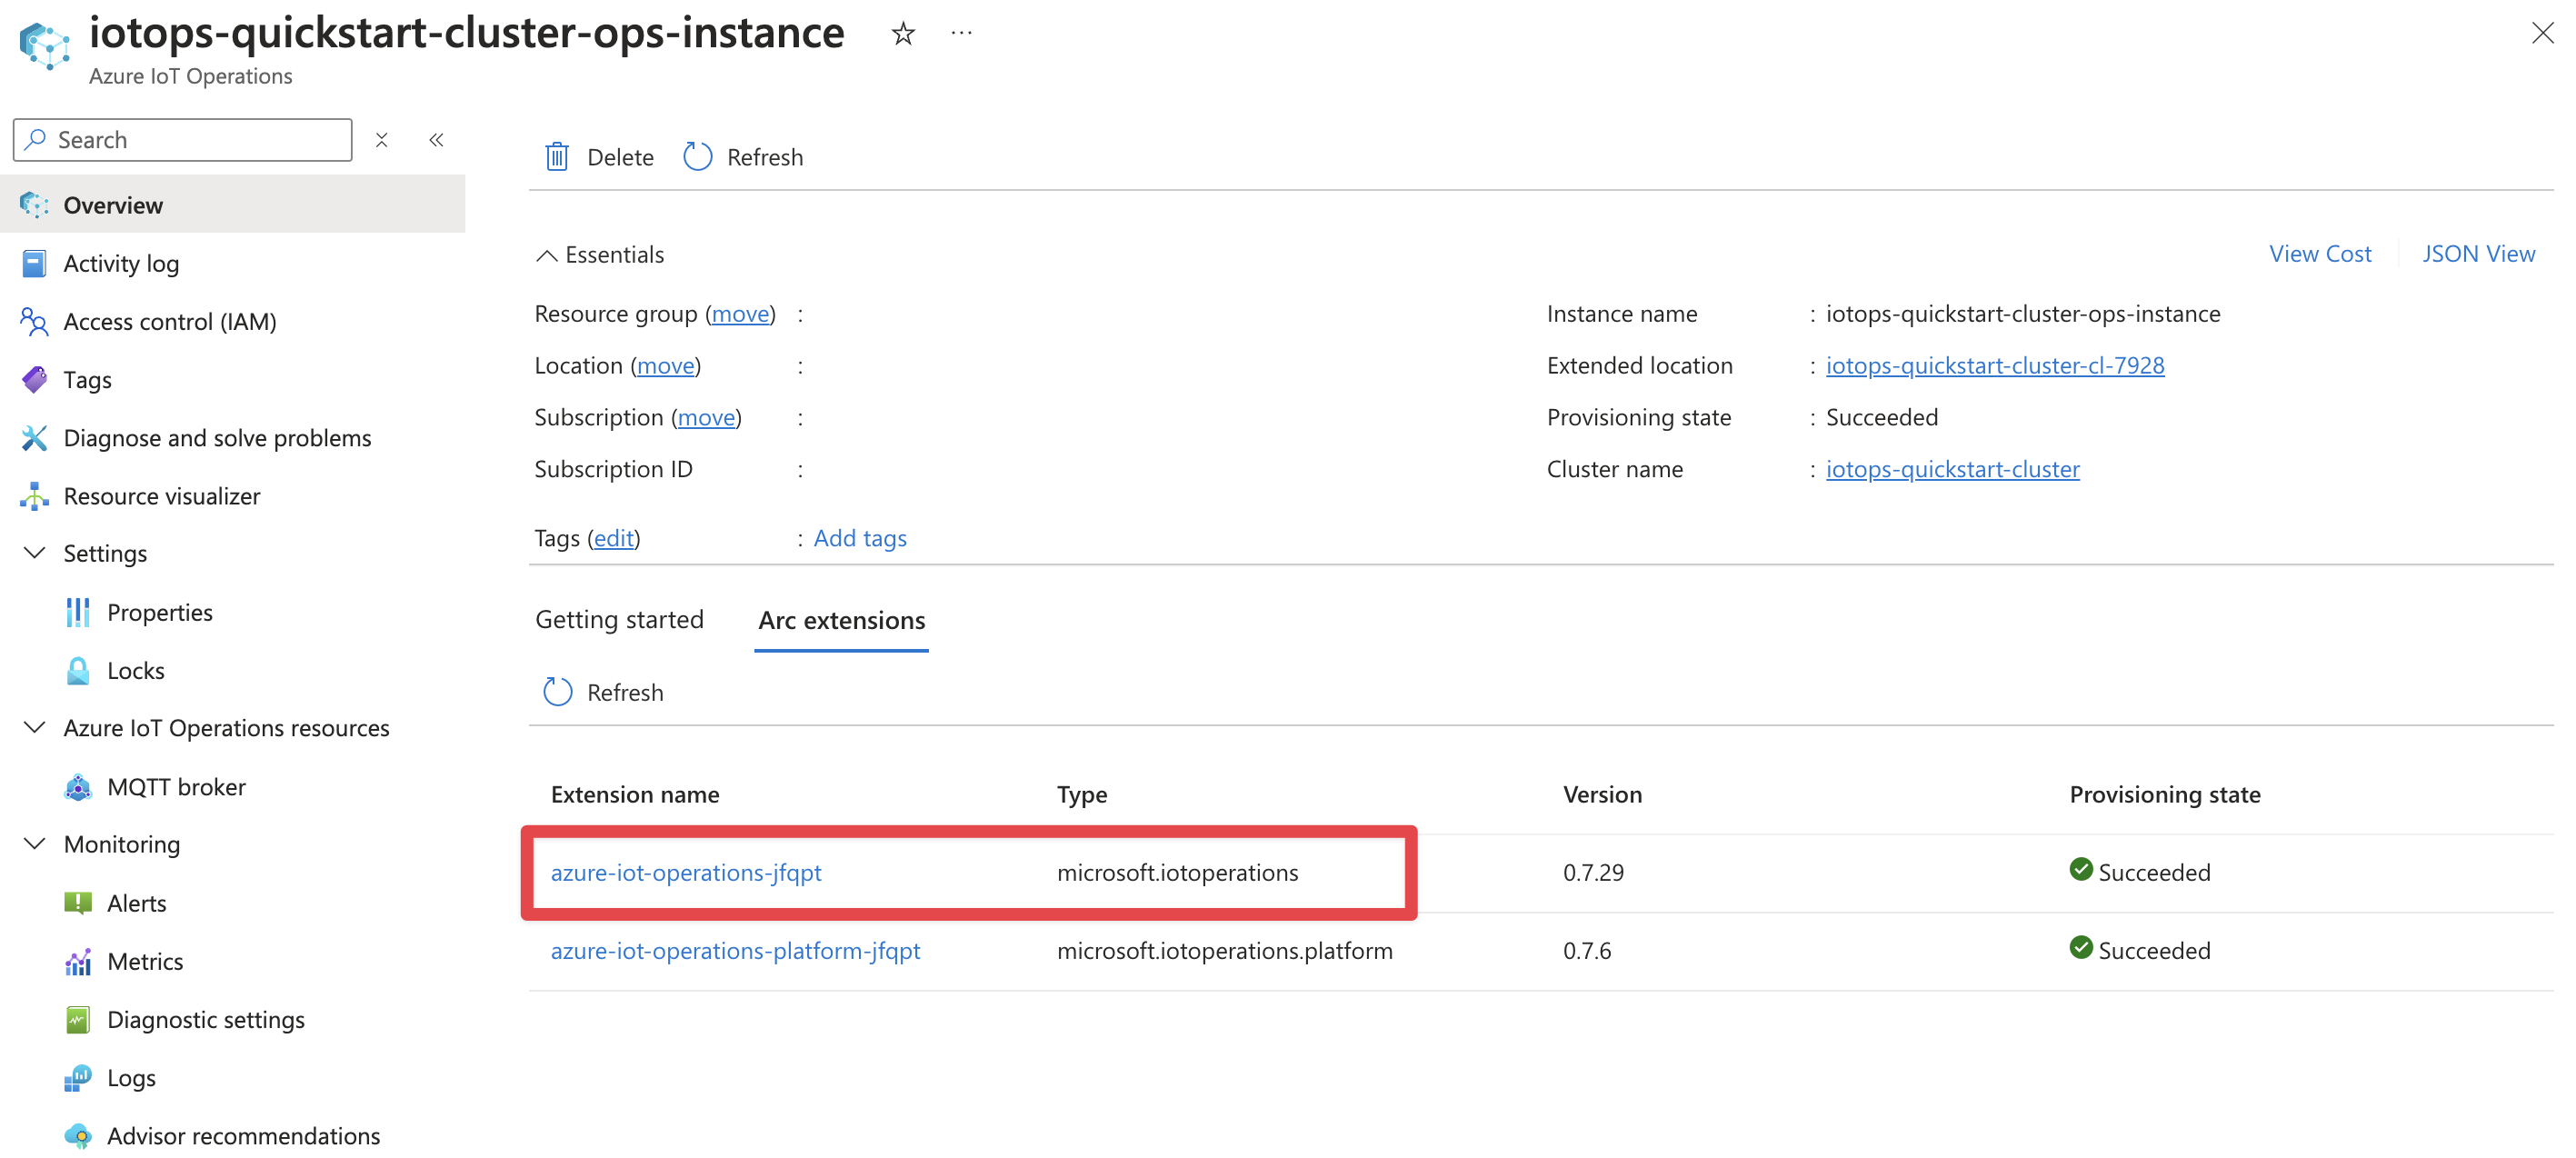 iotops-quickstart-cluster-ops-instance
Azure IoT Operations
Search
Overview
Activity log
Access control (IAM)
Tags
Diagnose and solve problems
Resource visualizer
Settings
Properties
Locks
Azure IoT Operations resources
MQTT broker
Monitoring
Alerts
Metrics
Diagnostic settings
Logs
Advisor recommendations
Delete Refresh
Essentials View Cost JSON View
Resource group (move) : Instance name : iotops-quickstart-cluster-ops-instance
Location (move) : Extended location : iotops-quickstart-cluster-cl-7928
Subscription (move) : Provisioning state : Succeeded
Subscription ID : Cluster name : iotops-quickstart-cluster
Tags (edit) : Add tags
Getting started Arc extensions
Refresh
Extension name Type Version Provisioning state
azure-iot-operations-jfqpt microsoft.iotoperations 0.7.29 Succeeded
azure-iot-operations-platform-jfqpt microsoft.iotoperations.platform 0.7.6 Succeeded